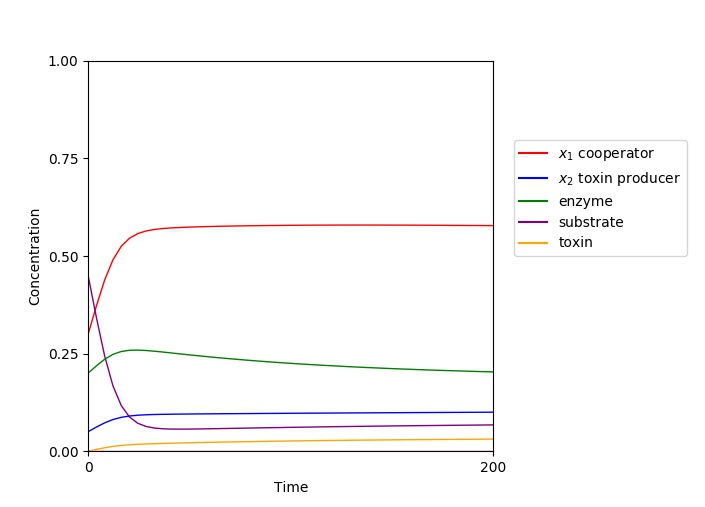 1.00
0.75
0.50
0.25
0.00
Concentration
0
200
Time
x₁ cooperator
x₂ toxin producer
enzyme
substrate
toxin